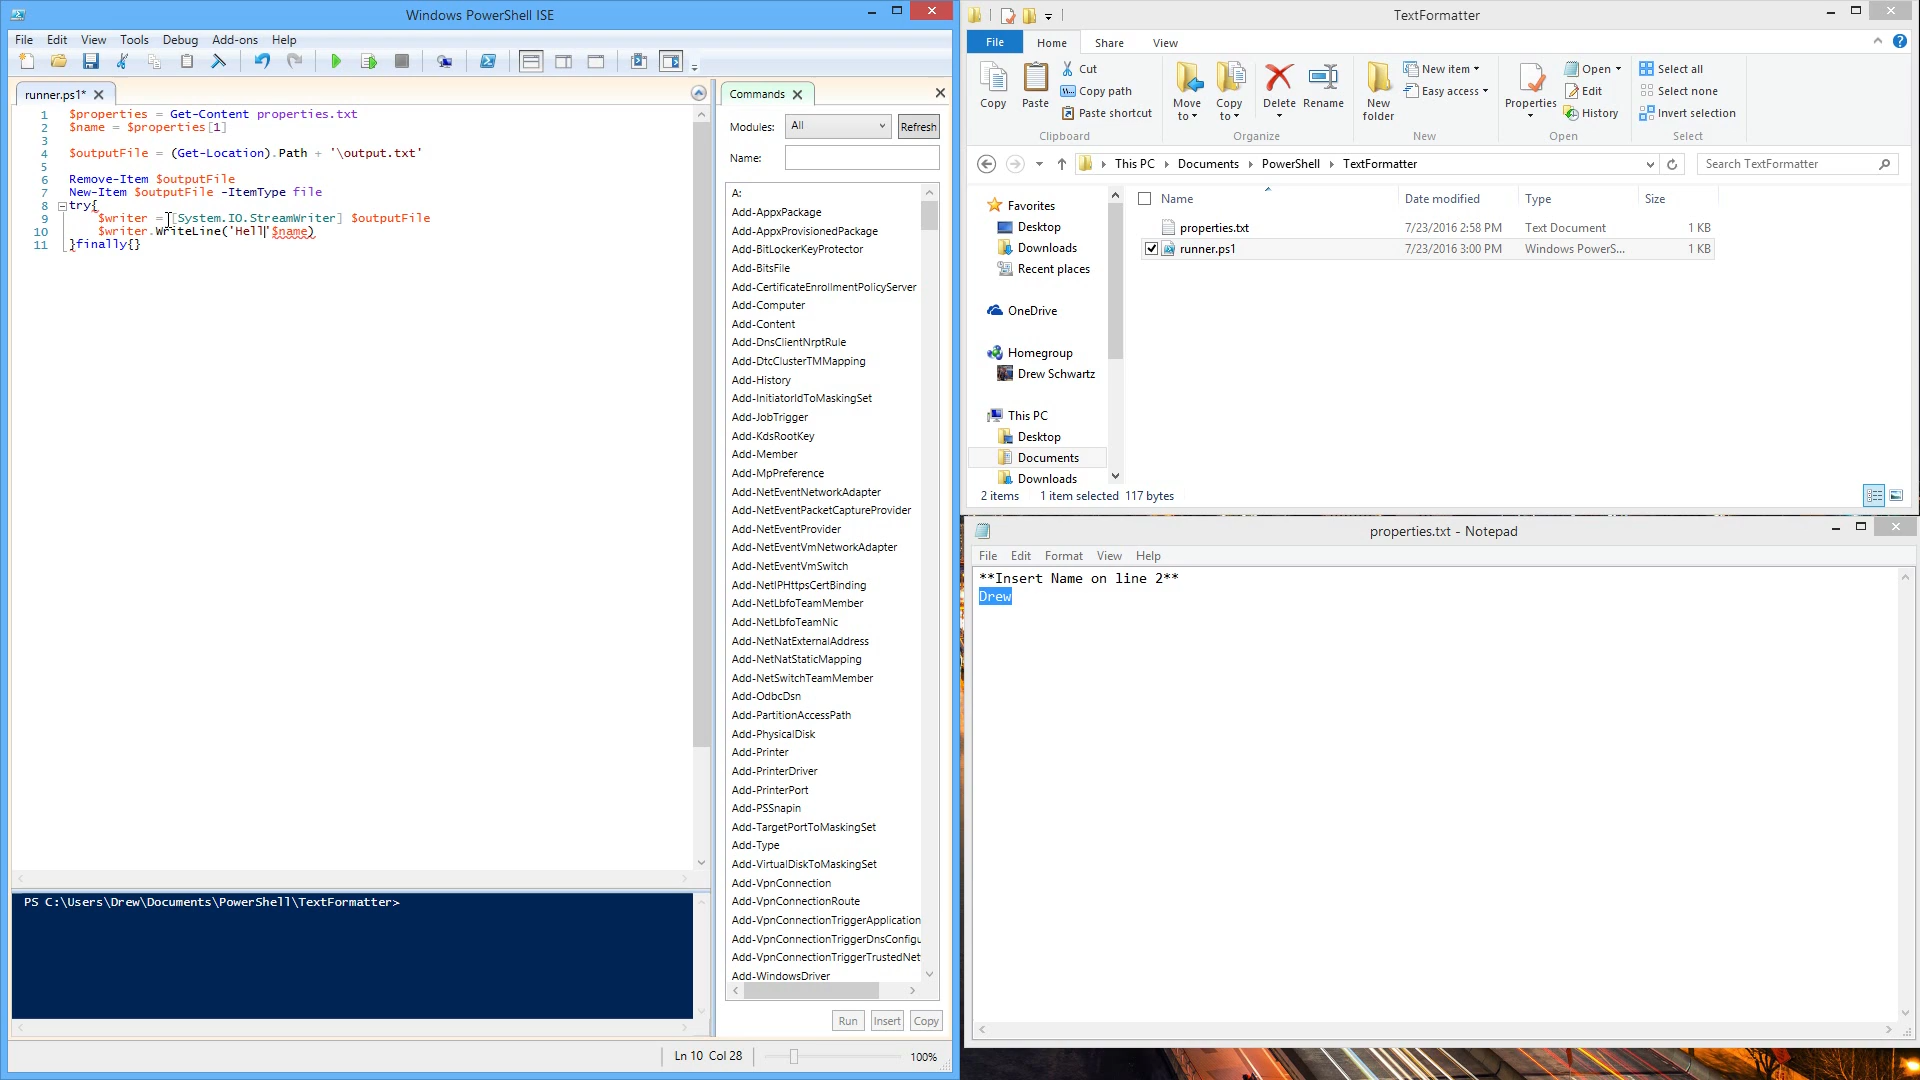 Windows PowerShell ISE
File Edit View Tools Debug Add-ons Help
runner.ps1*
1 $properties = Get-Content properties.txt
2 $name = $properties[1]
3
4 $outputFile = (Get-Location).Path + '\output.txt'
5
6 Remove-Item $outputFile
7 New-Item $outputFile -ItemType file
8 try{
9 $writer = [System.IO.StreamWriter] $outputFile
10 $writer.WriteLine('Hell'$name)
11 }finally{}
PS C:\Users\Drew\Documents\PowerShell\TextFormatter>
Ln 10 Col 28
100%
Commands
Modules: All Refresh
Name:
A:
Add-AppxPackage
Add-AppxProvisionedPackage
Add-BitLockerKeyProtector
Add-BitsFile
Add-CertificateEnrollmentPolicyServer
Add-Computer
Add-Content
Add-DnsClientNrptRule
Add-DtcClusterTMMapping
Add-History
Add-InitiatorIdToMaskingSet
Add-JobTrigger
Add-KdsRootKey
Add-Member
Add-MpPreference
Add-NetEventNetworkAdapter
Add-NetEventPacketCaptureProvider
Add-NetEventProvider
Add-NetEventVmNetworkAdapter
Add-NetEventVmSwitch
Add-NetIPHttpsCertBinding
Add-NetLbfoTeamMember
Add-NetLbfoTeamNic
Add-NetNatExternalAddress
Add-NetNatStaticMapping
Add-NetSwitchTeamMember
Add-OdbcDsn
Add-PartitionAccessPath
Add-PhysicalDisk
Add-Printer
Add-PrinterDriver
Add-PrinterPort
Add-PSSnapin
Add-TargetPortToMaskingSet
Add-Type
Add-VirtualDiskToMaskingSet
Add-VpnConnection
Add-VpnConnectionRoute
Add-VpnConnectionTriggerApplication
Add-VpnConnectionTriggerDnsConfigu
Add-VpnConnectionTriggerTrustedNet
Add-WindowsDriver
Run Insert Copy
TextFormatter
File Home Share View
Copy
Paste
Cut
Copy path
Paste shortcut
Clipboard
Move to
Copy to
Delete
Rename
Organize
New folder
New item
Easy access
New
Properties
Open
Edit
History
Open
Select all
Select none
Invert selection
Select
This PC Documents PowerShell TextFormatter
Search TextFormatter
Favorites
Desktop
Downloads
Recent places
OneDrive
Homegroup
Drew Schwartz
This PC
Desktop
Documents
Downloads
Name Date modified Type Size
properties.txt 7/23/2016 2:58 PM Text Document 1 KB
runner.ps1 7/23/2016 3:00 PM Windows PowerS... 1 KB
2 items 1 item selected 117 bytes
properties.txt - Notepad
File Edit Format View Help
**Insert Name on line 2**
Drew